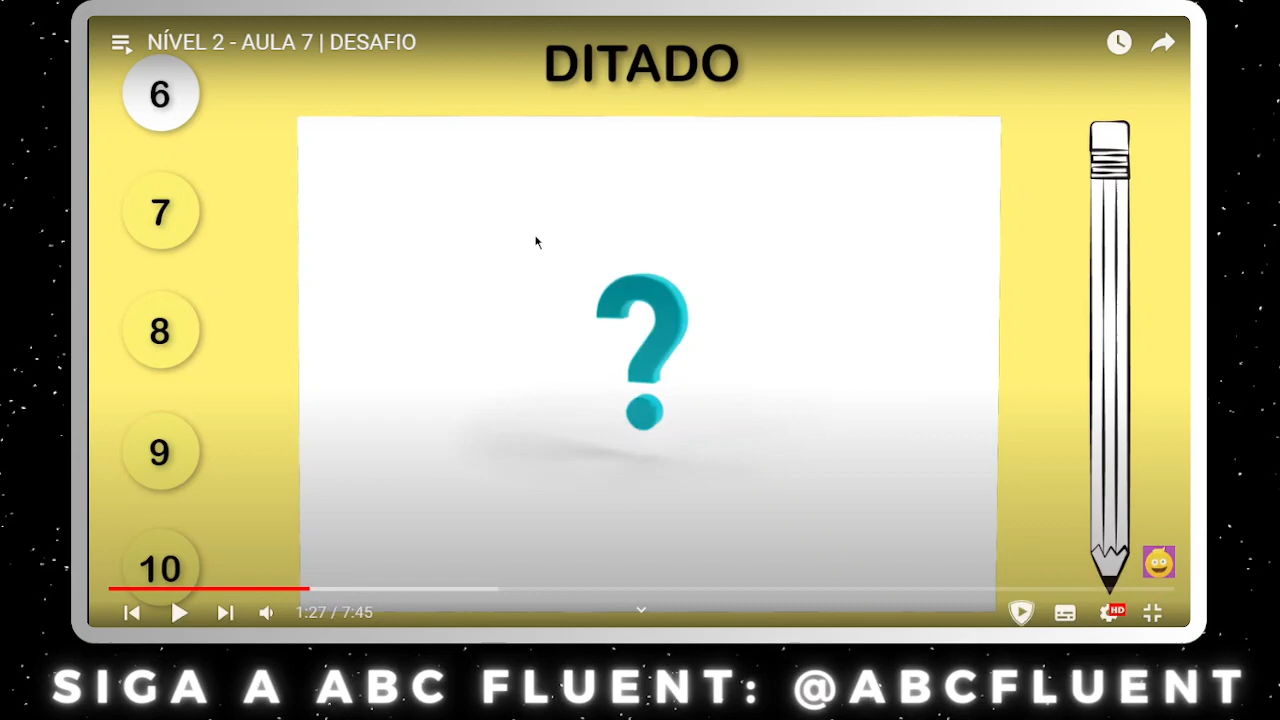 NÍVEL 2 - AULA 7 | DESAFIO
DITADO
6
7
8
9
10
?
1:27 / 7:45
HD
SIGA A ABC FLUENT: @ABCFLUENT